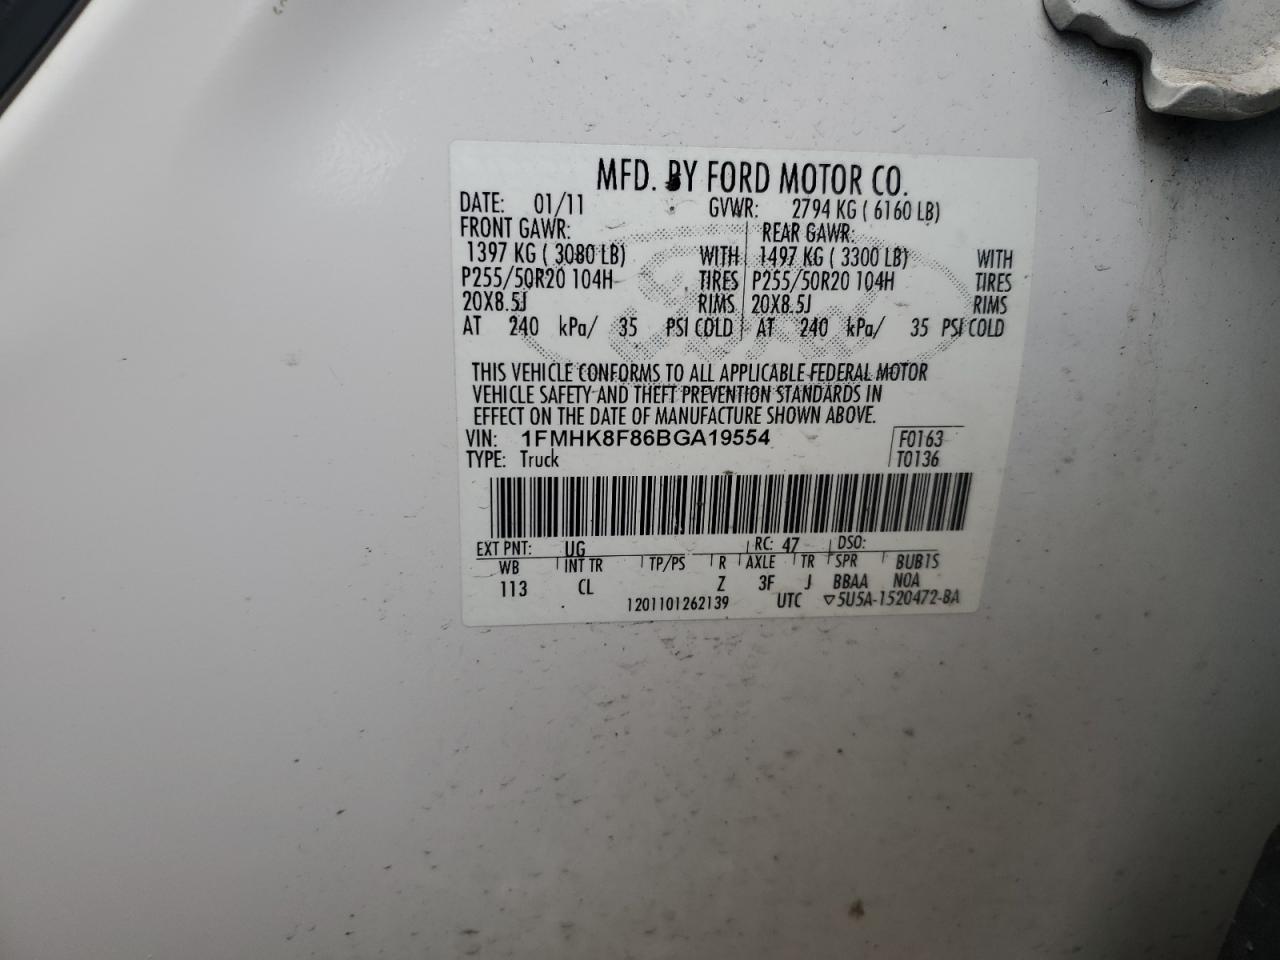 MFD. BY FORD MOTOR CO.
DATE: 01/11 GVWR: 2794 KG ( 6160 LB)
FRONT GAWR: REAR GAWR:
1397 KG ( 3080 LB) WITH 1497 KG ( 3300 LB) WITH
P255/50R20 104H TIRES P255/50R20 104H TIRES
20X8.5J RIMS 20X8.5J RIMS
AT 240 kPa/ 35 PSI COLD AT 240 kPa/ 35 PSI COLD
THIS VEHICLE CONFORMS TO ALL APPLICABLE FEDERAL MOTOR
VEHICLE SAFETY AND THEFT PREVENTION STANDARDS IN
EFFECT ON THE DATE OF MANUFACTURE SHOWN ABOVE.
VIN: 1FMHK8F86BGA19554 F0163
TYPE: Truck T0136
EXT PNT: UG RC: 47 DSO:
WB INT TR TP/PS R AXLE TR SPR BUB1S
113 CL Z 3F J BBAA N0A
1201101262139 UTC ▽5U5A-1520472-BA